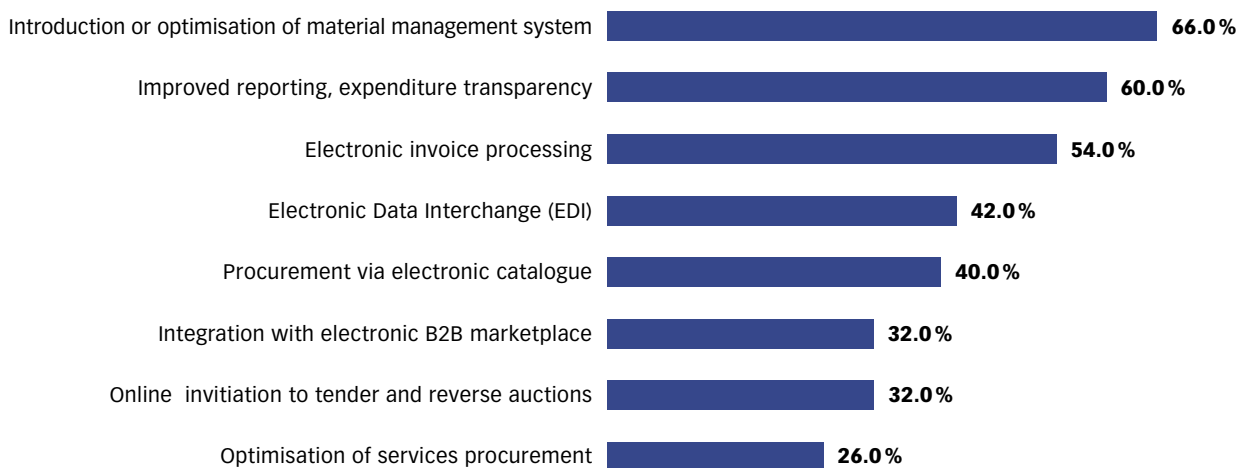 Introduction or optimisation of material management system 66.0 %
Improved reporting, expenditure transparency 60.0 %
Electronic invoice processing 54.0 %
Electronic Data Interchange (EDI) 42.0 %
Procurement via electronic catalogue 40.0 %
Integration with electronic B2B marketplace 32.0 %
Online invitiation to tender and reverse auctions 32.0 %
Optimisation of services procurement 26.0 %